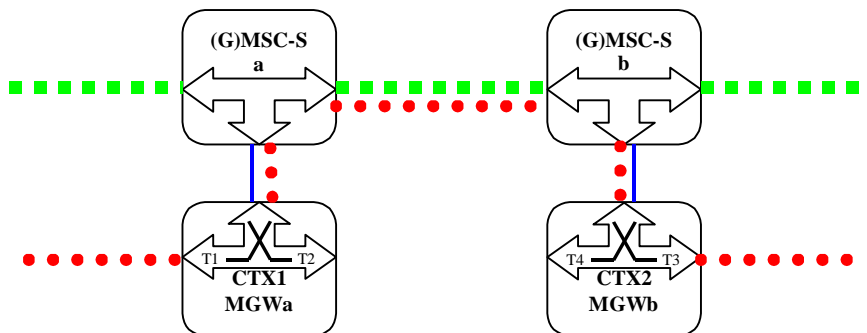 (G)MSC-S
a
(G)MSC-S
b
T1
T2
CTX1
MGWa
T4
T3
CTX2
MGWb